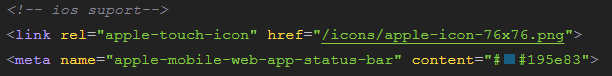 <!-- ios suport-->
<link rel="apple-touch-icon" href="/icons/apple-icon-76x76.png">
<meta name="apple-mobile-web-app-status-bar" content="##195e83">